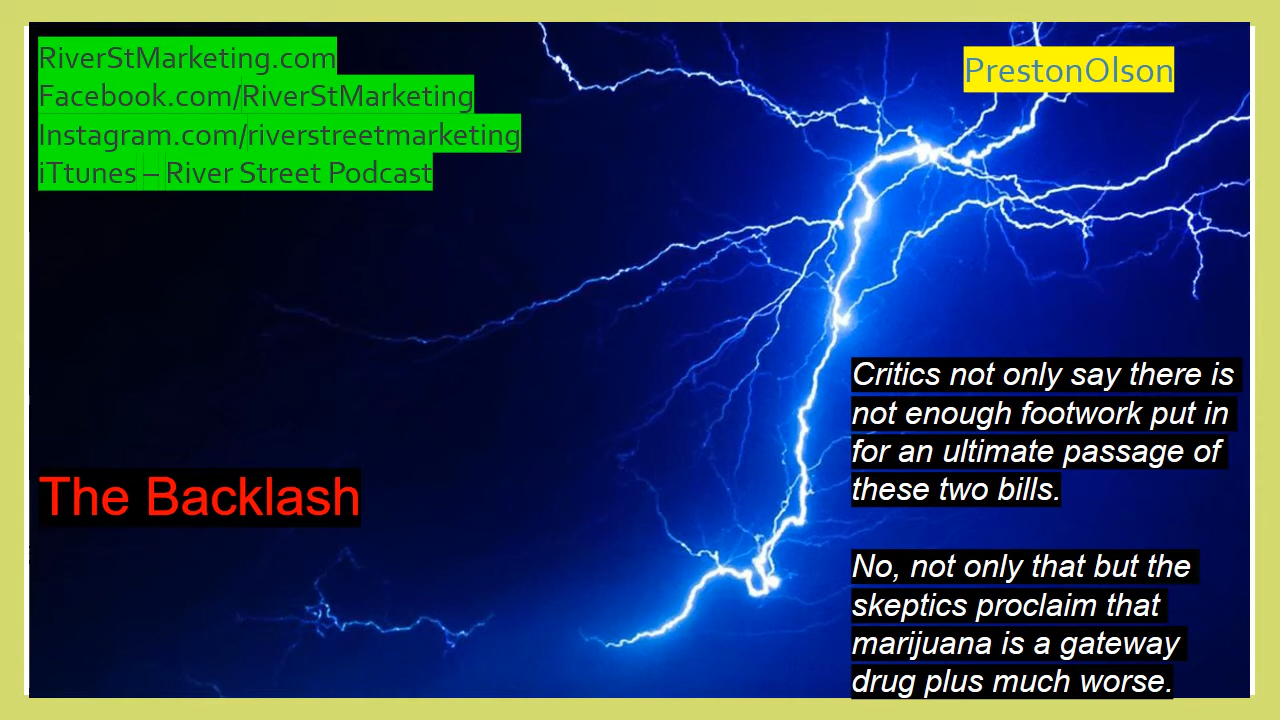 RiverStMarketing.com
Facebook.com/RiverStMarketing
Instagram.com/riverstreetmarketing
iTtunes – River Street Podcast
PrestonOlson
The Backlash
Critics not only say there is
not enough footwork put in
for an ultimate passage of
these two bills.
No, not only that but the
skeptics proclaim that
marijuana is a gateway
drug plus much worse.